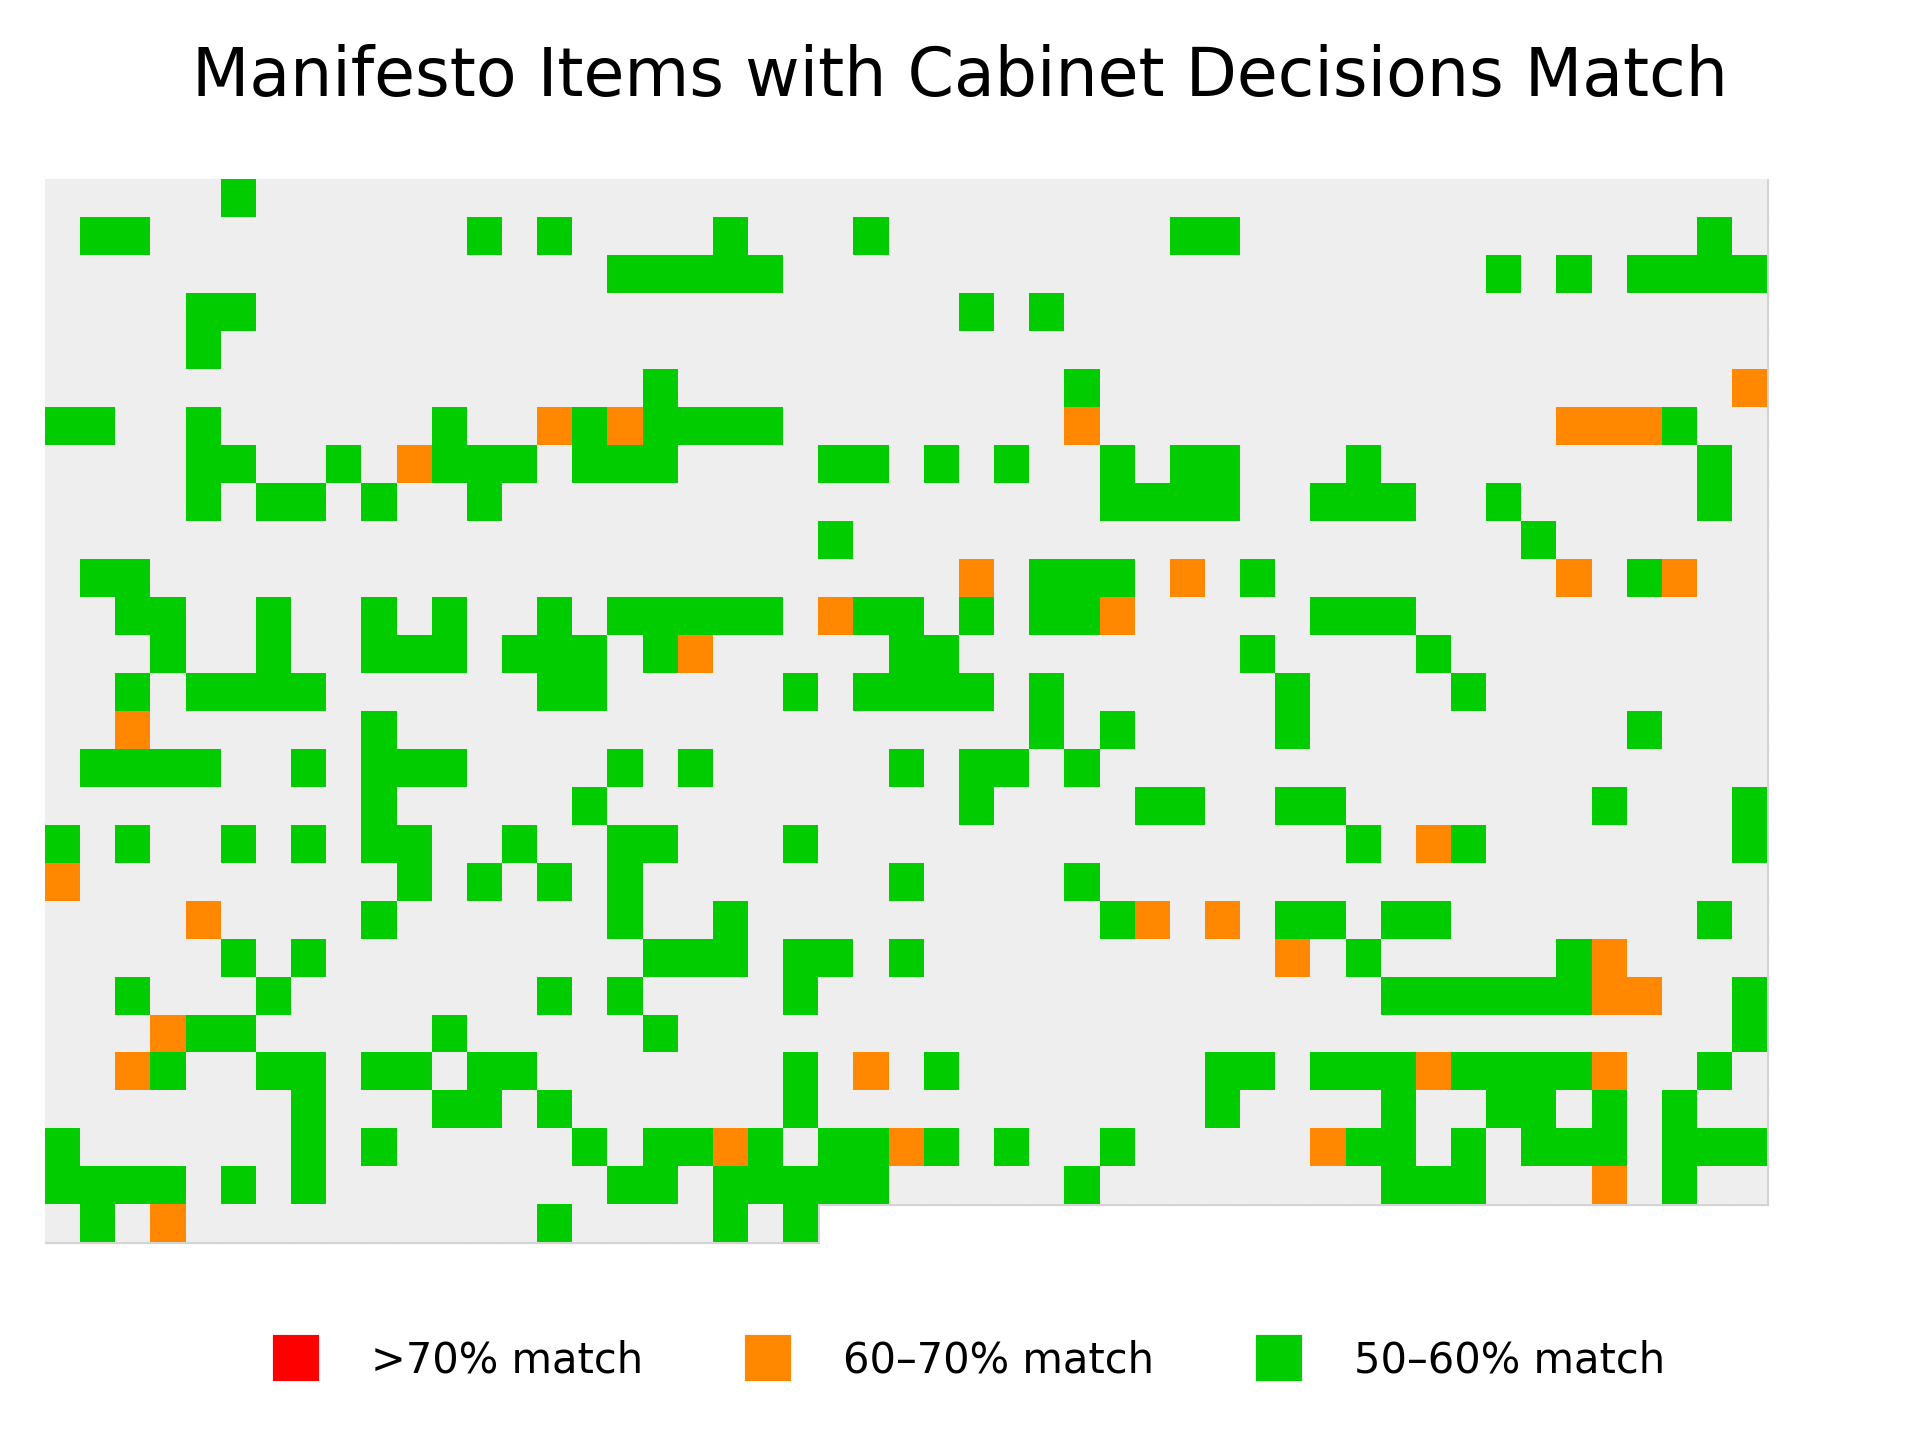 Manifesto Items with Cabinet Decisions Match
>70% match
60–70% match
50–60% match